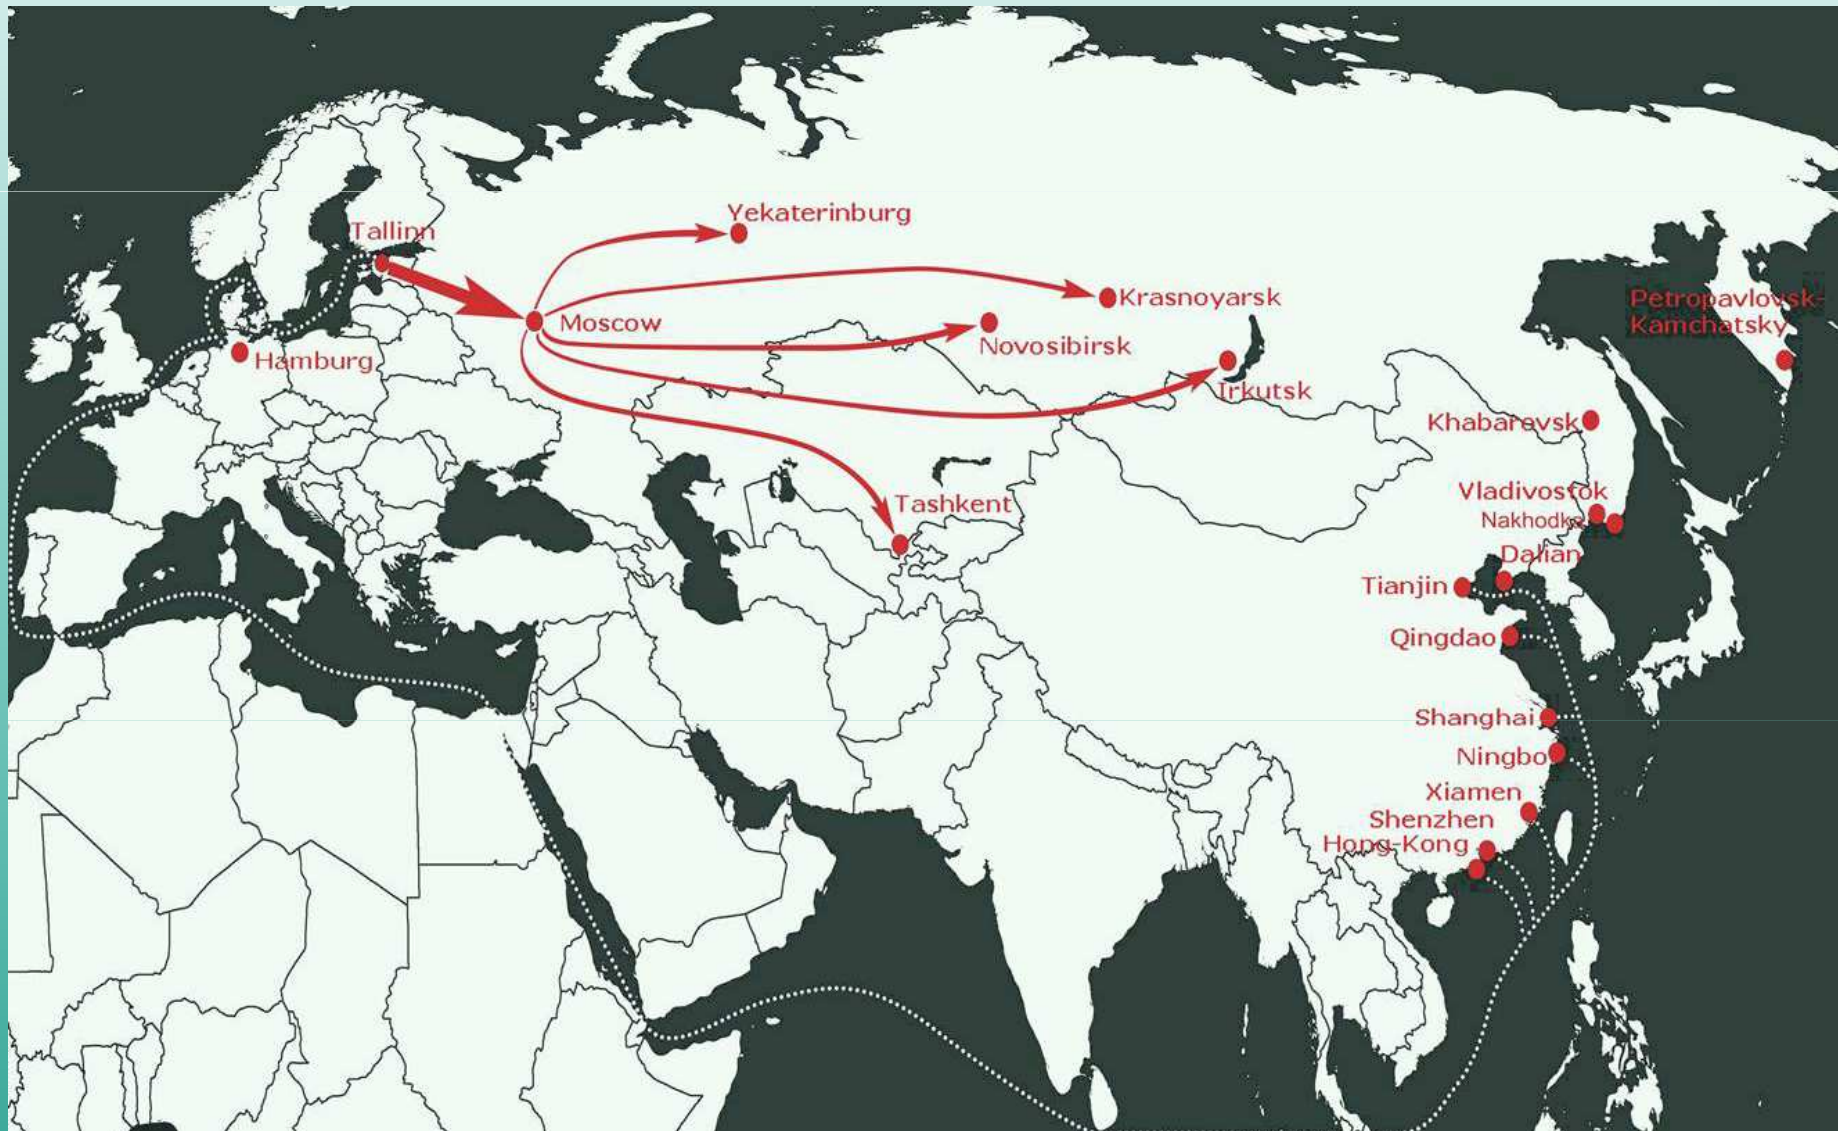 Yekaterinburg
Tallinn
Krasnoyarsk
Petropavlovsk-
Kamchatsky
Moscow
Novosibirsk
Hamburg
Irkutsk
Khabarovsk
Vladivostok
Tashkent
Nakhodka
Dalian
Tianjin
Qingdao
Shanghai
Ningbo
Xiamen
Shenzhen
Hong-Kong